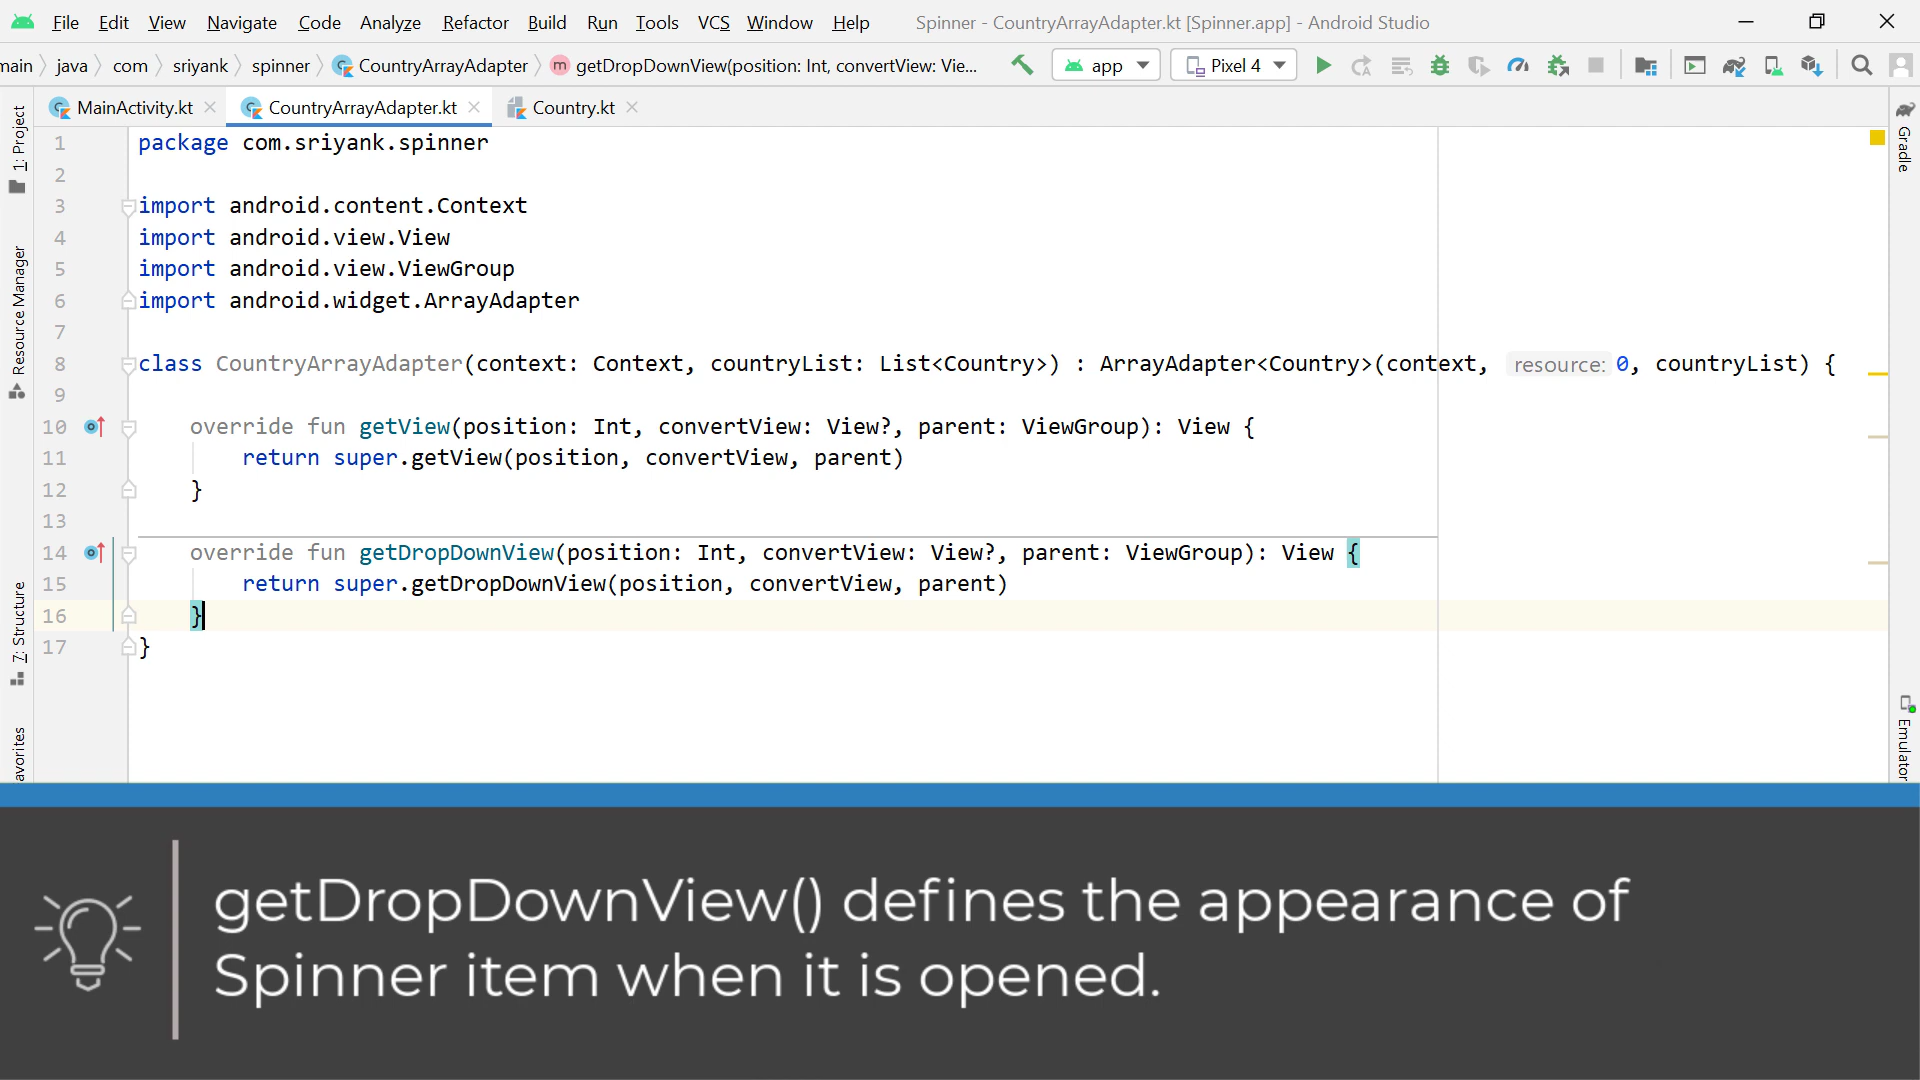 File Edit View Navigate Code Analyze Refactor Build Run Tools VCS Window Help Spinner - CountryArrayAdapter.kt [Spinner.app] - Android Studio
main java com sriyank spinner CountryArrayAdapter getDropDownView(position: Int, convertView: Vie... app Pixel 4
MainActivity.kt CountryArrayAdapter.kt Country.kt
1: Project
Resource Manager
7: Structure
avorites
Gradle
Emulator
1 package com.sriyank.spinner
2
3 import android.content.Context
4 import android.view.View
5 import android.view.ViewGroup
6 import android.widget.ArrayAdapter
7
8 class CountryArrayAdapter(context: Context, countryList: List<Country>) : ArrayAdapter<Country>(context, resource: 0, countryList) {
9
10 override fun getView(position: Int, convertView: View?, parent: ViewGroup): View {
11 return super.getView(position, convertView, parent)
12 }
13
14 override fun getDropDownView(position: Int, convertView: View?, parent: ViewGroup): View {
15 return super.getDropDownView(position, convertView, parent)
16 }
17 }
getDropDownView() defines the appearance of
Spinner item when it is opened.